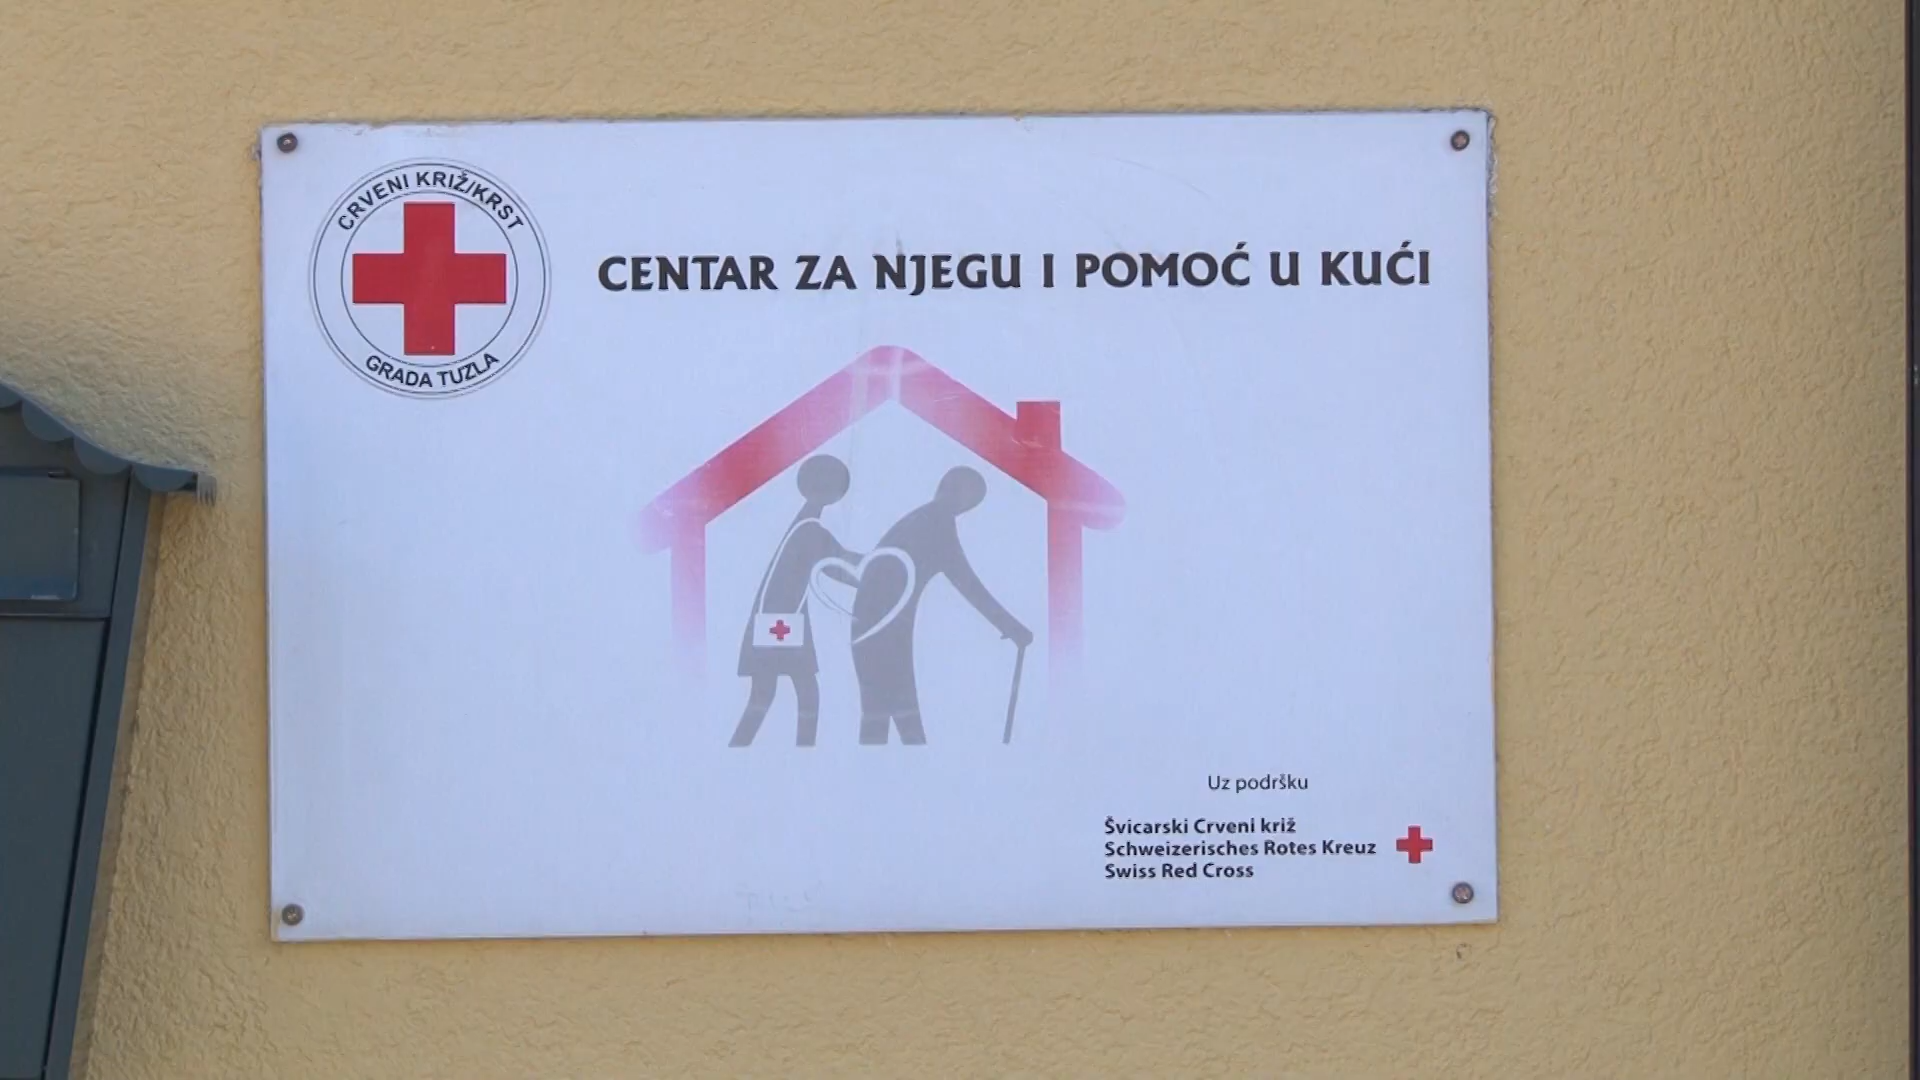 CRVENI KRIŽ/KRST
GRADA TUZLA
CENTAR ZA NJEGU I POMOĆ U KUĆI
Uz podršku
Švicarski Crveni križ
Schweizerisches Rotes Kreuz
Swiss Red Cross